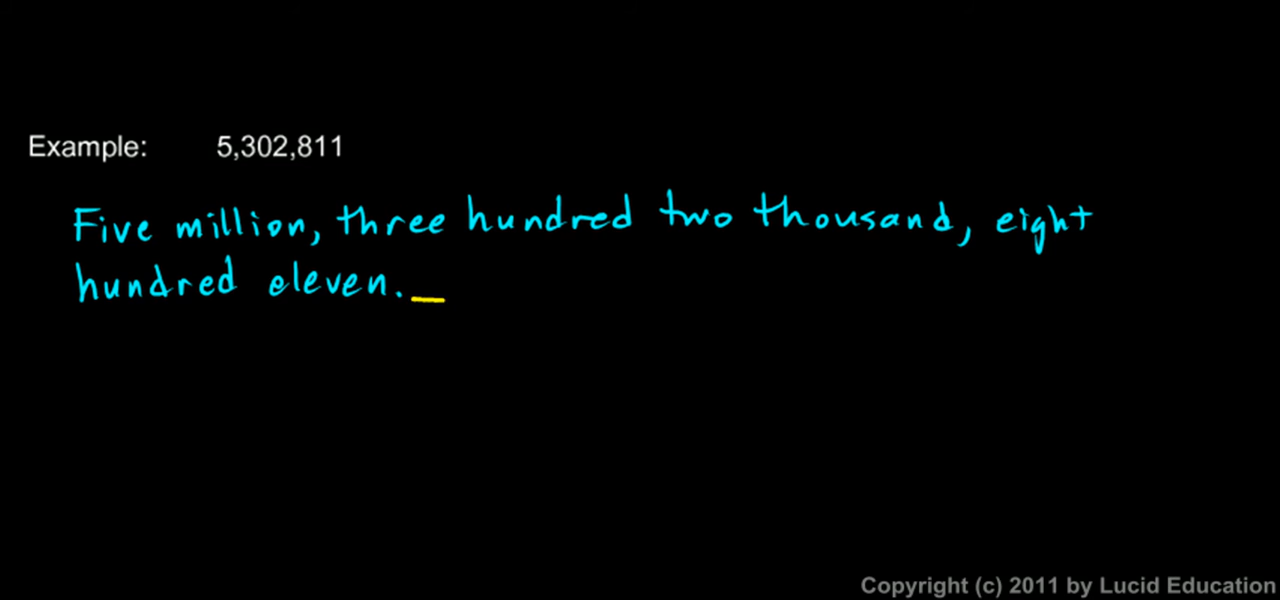 Example: 5,302,811
Five million, three hundred two thousand, eight
hundred eleven.
Copyright (c) 2011 by Lucid Education